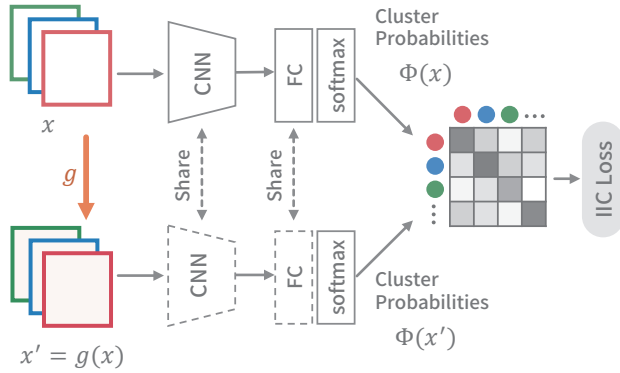 Cluster
Probabilities
Φ(x)
CNN
FC
softmax
x
g
Share
Share
...
⋮
IIC Loss
CNN
FC
softmax
Cluster
Probabilities
Φ(x′)
x′ = g(x)